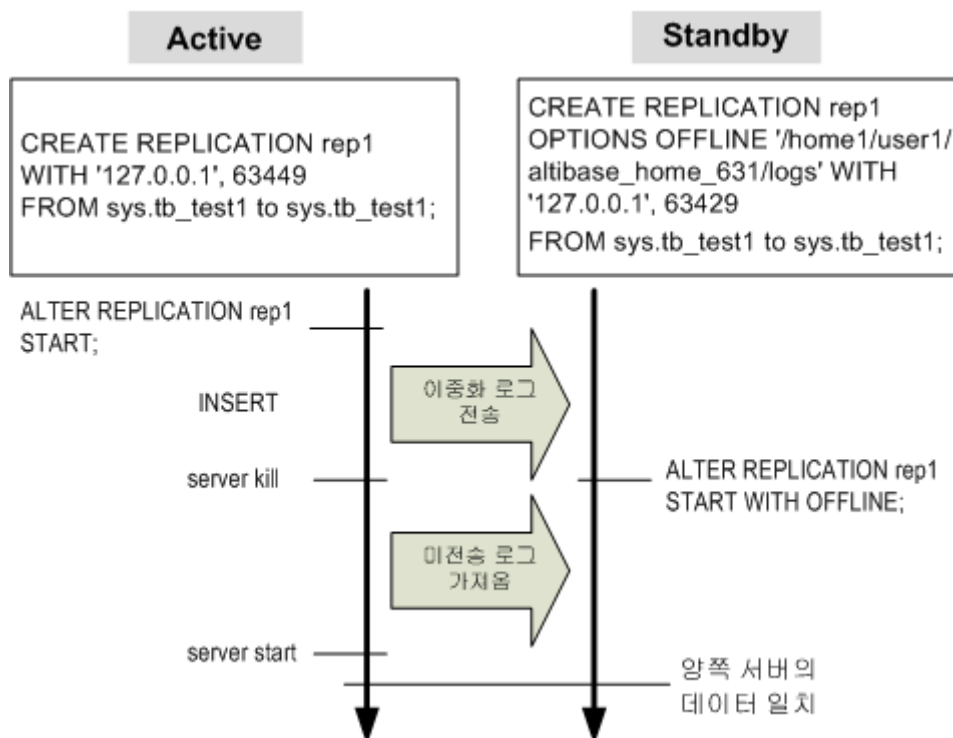 Active
Standby
CREATE REPLICATION rep1
WITH '127.0.0.1', 63449
FROM sys.tb_test1 to sys.tb_test1;
CREATE REPLICATION rep1
OPTIONS OFFLINE '/home1/user1/
altibase_home_631/logs' WITH
'127.0.0.1', 63429
FROM sys.tb_test1 to sys.tb_test1;
ALTER REPLICATION rep1
START;
이중화 로그
전송
INSERT
server kill
ALTER REPLICATION rep1
START WITH OFFLINE;
미전송 로그
가져옴
server start
양쪽 서버의
데이터 일치